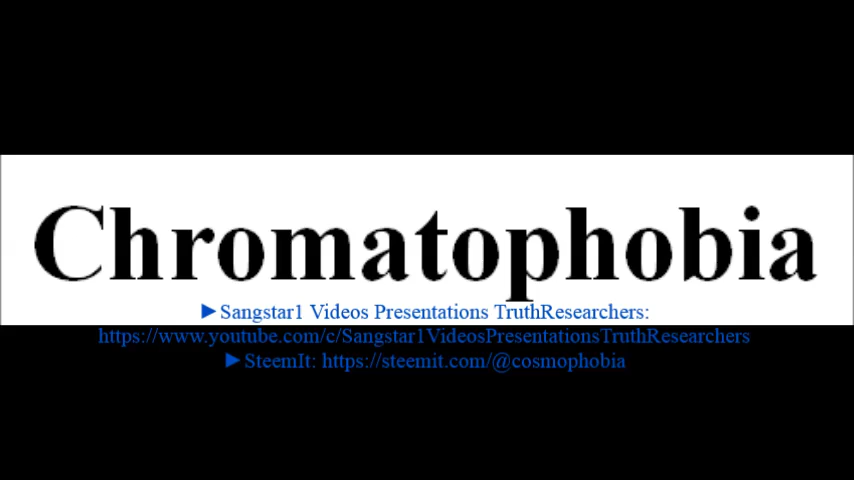 Chromatophobia
►Sangstar1 Videos Presentations TruthResearchers:
https://www.youtube.com/c/Sangstar1VideosPresentationsTruthResearchers
►SteemIt: https://steemit.com/@cosmophobia